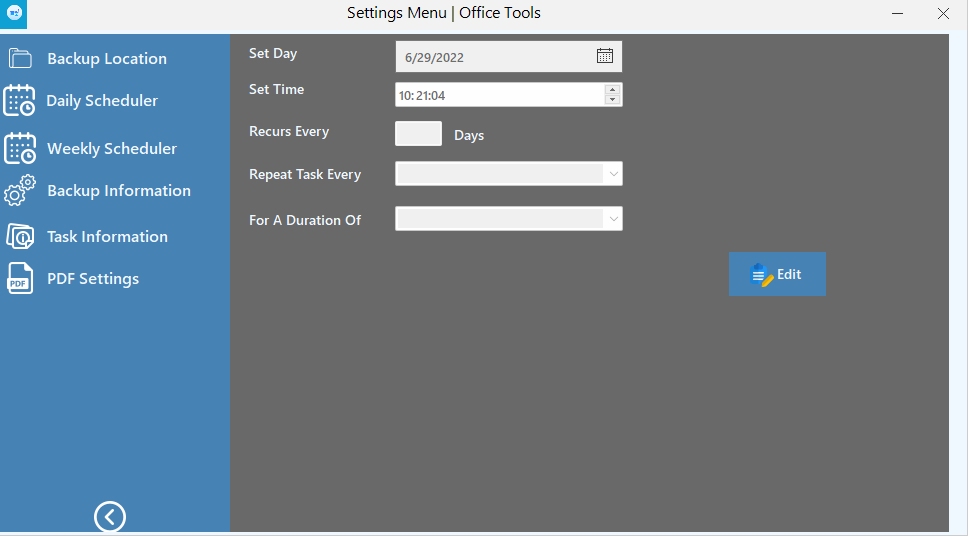 Settings Menu | Office Tools
Backup Location
Daily Scheduler
Weekly Scheduler
Backup Information
Task Information
PDF
PDF Settings
Set Day
6/29/2022
Set Time
10:21:04
Recurs Every
Days
Repeat Task Every
For A Duration Of
Edit